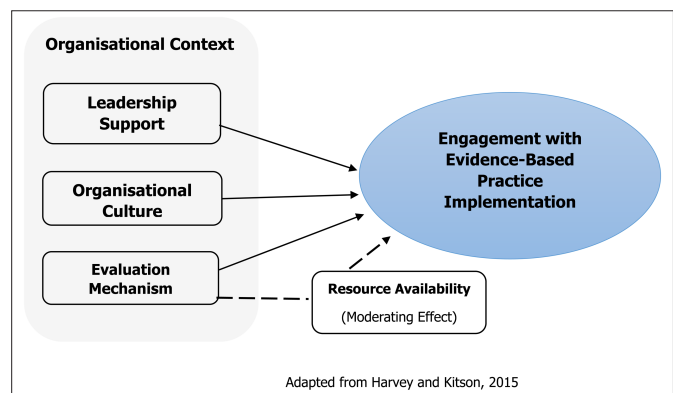 Organisational Context
Leadership
Support
Organisational
Culture
Evaluation
Mechanism
Engagement with
Evidence-Based
Practice
Implementation
Resource Availability
(Moderating Effect)
Adapted from Harvey and Kitson, 2015